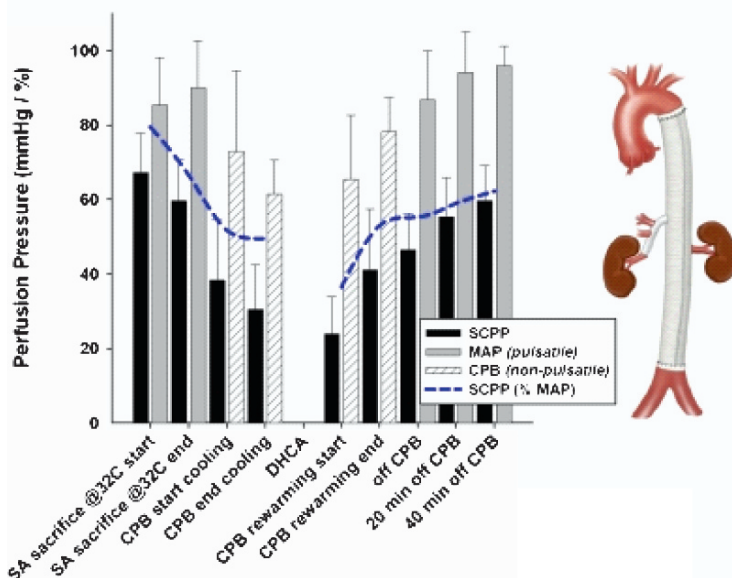 Perfusion Pressure (mmHg / %)
100
80
60
40
20
0
SCPP
MAP (pulsatile)
CPB (non-pulsatile)
SCPP (% MAP)
SA sacrifice @32C start
SA sacrifice @32C end
CPB start cooling
CPB end cooling
DHCA
CPB rewarming start
CPB rewarming end
off CPB
20 min off CPB
40 min off CPB